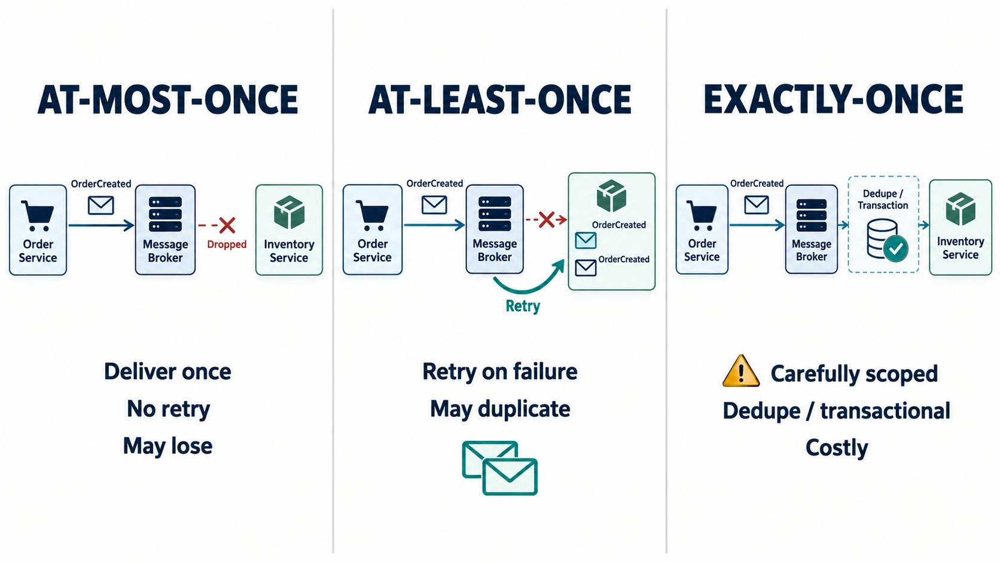 AT-MOST-ONCE
OrderCreated
Order
Service
Message
Broker
Dropped
Inventory
Service
Deliver once
No retry
May lose
AT-LEAST-ONCE
OrderCreated
Order
Service
Message
Broker
OrderCreated
OrderCreated
Retry
Retry on failure
May duplicate
EXACTLY-ONCE
OrderCreated
Order
Service
Message
Broker
Dedupe /
Transaction
Inventory
Service
Carefully scoped
Dedupe / transactional
Costly